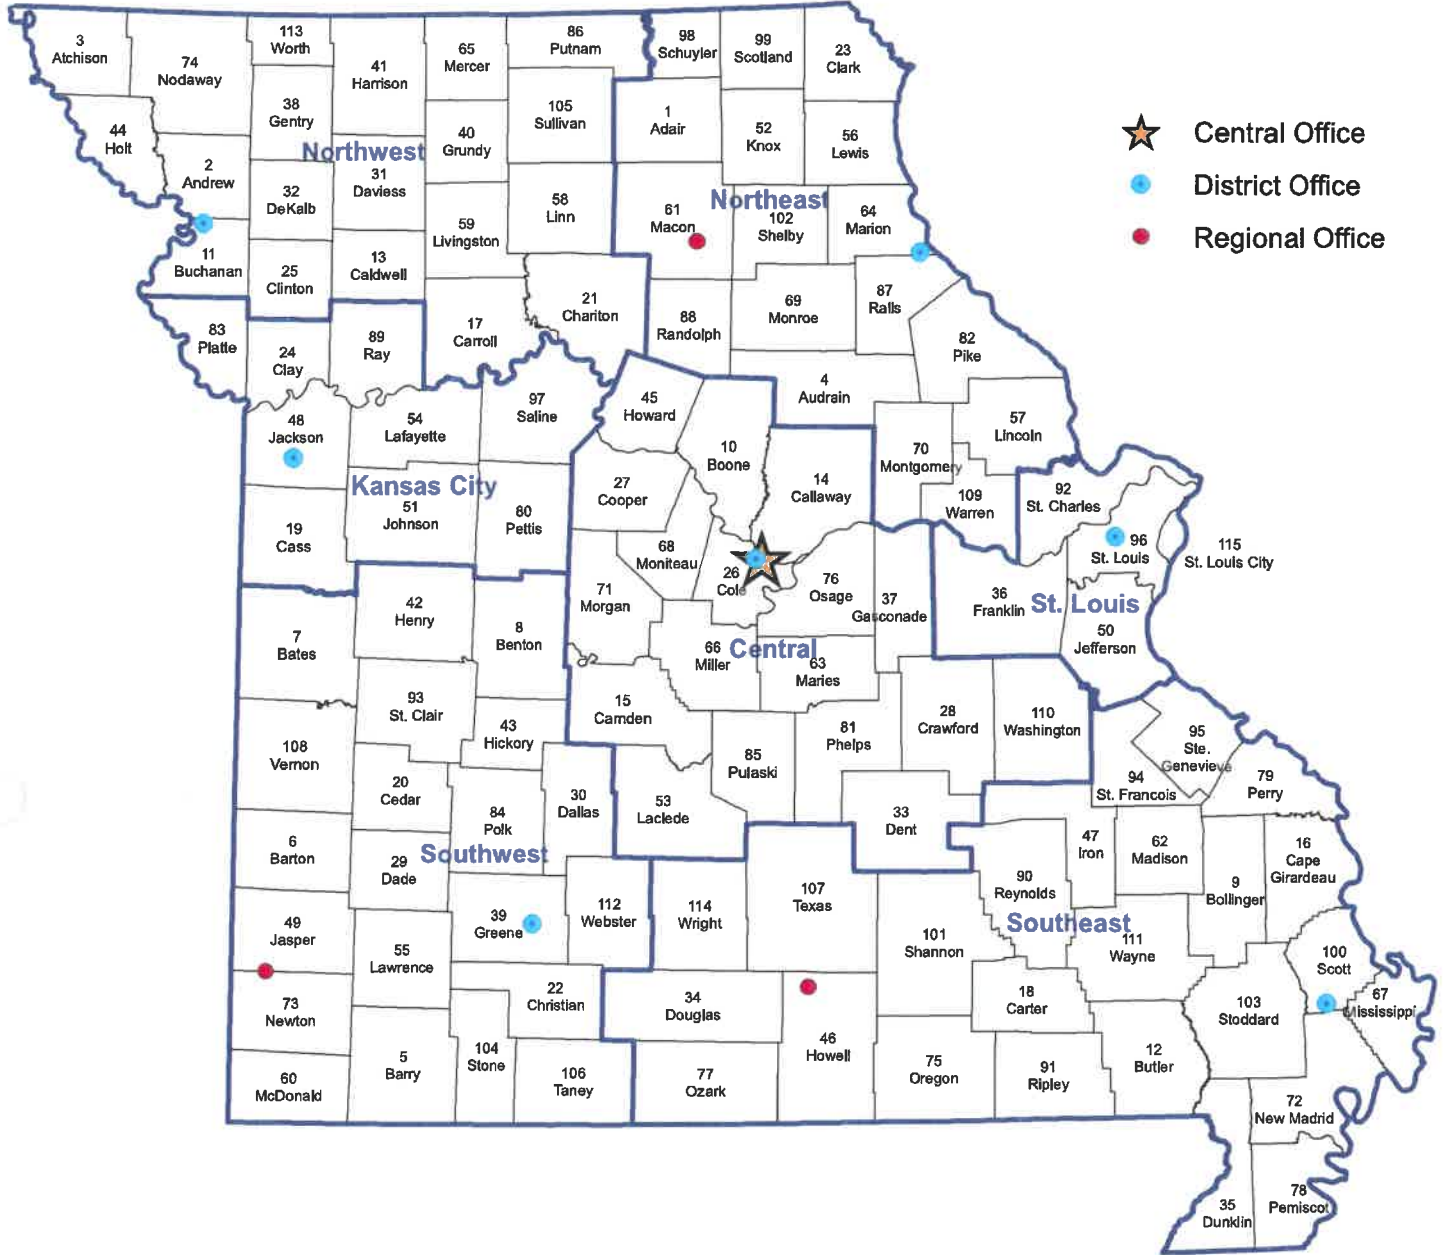 3
Atchison
74
Nodaway
113
Worth
41
Harrison
65
Mercer
86
Putnam
98
Schuyler
99
Scotland
23
Clark
44
Holt
38
Gentry
40
Grundy
105
Sullivan
1
Adair
52
Knox
56
Lewis
Central Office
District Office
Regional Office
2
Andrew
32
DeKalb
Northwest
31
Daviess
59
Livingston
58
Linn
61
Macon
Northeast
102
Shelby
64
Marion
11
Buchanan
25
Clinton
13
Caldwell
17
Carroll
21
Chariton
88
Randolph
69
Monroe
87
Ralls
82
Pike
83
Platte
24
Clay
89
Ray
97
Saline
45
Howard
4
Audrain
57
Lincoln
48
Jackson
54
Lafayette
10
Boone
14
Callaway
70
Montgomery
109
Warren
92
St. Charles
96
St. Louis
115
St. Louis City
Kansas City
19
Cass
51
Johnson
80
Pettis
27
Cooper
68
Moniteau
26
Cole
76
Osage
37
Gasconade
36
Franklin
St. Louis
50
Jefferson
7
Bates
42
Henry
8
Benton
71
Morgan
66
Miller
Central
63
Maries
93
St. Clair
43
Hickory
15
Camden
85
Pulaski
81
Phelps
28
Crawford
110
Washington
95
Ste.
Genevieve
94
St. Francois
79
Perry
108
Vernon
20
Cedar
84
Polk
30
Dallas
53
Laclede
33
Dent
47
Iron
62
Madison
16
Cape
Girardeau
6
Barton
29
Dade
Southwest
107
Texas
90
Reynolds
9
Bollinger
49
Jasper
55
Lawrence
39
Greene
112
Webster
114
Wright
101
Shannon
Southeast
111
Wayne
100
Scott
73
Newton
22
Christian
34
Douglas
46
Howell
18
Carter
103
Stoddard
67
Mississippi
60
McDonald
5
Barry
104
Stone
106
Taney
77
Ozark
75
Oregon
91
Ripley
12
Butler
72
New Madrid
35
Dunklin
78
Pemiscot